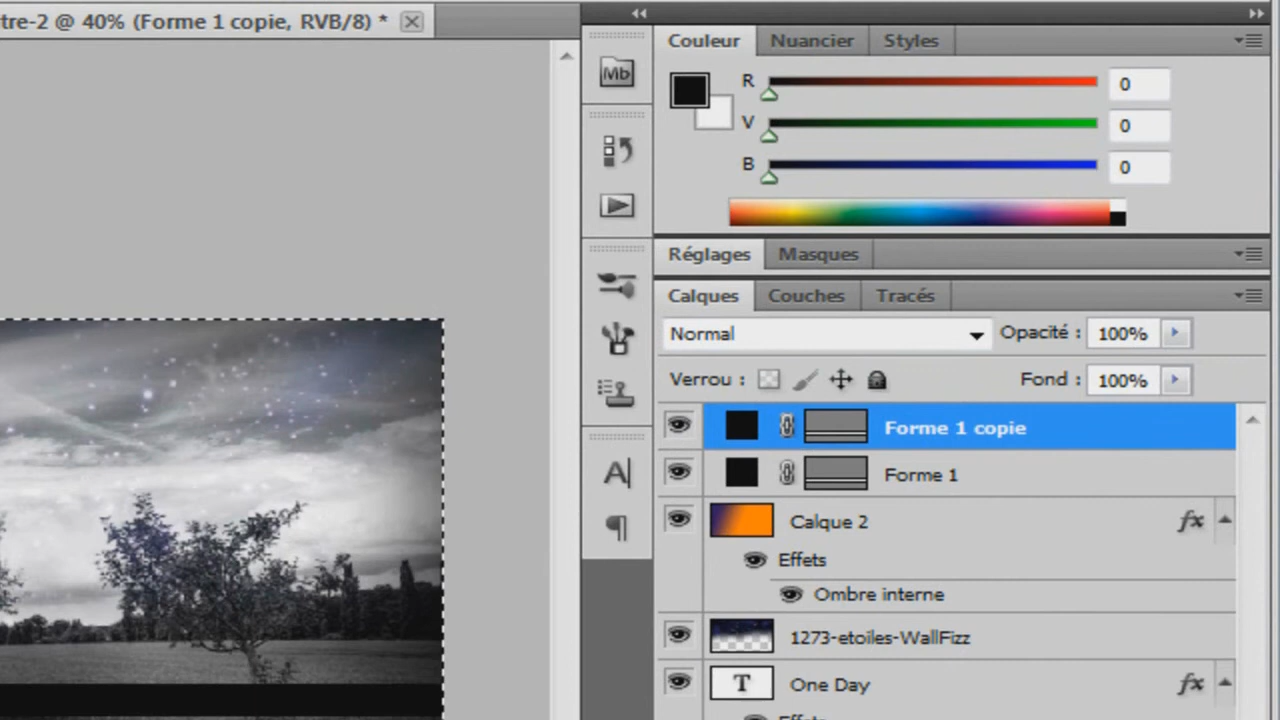 tre-2 @ 40% (Forme 1 copie, RVB/8) *
Couleur Nuancier Styles
Mb
R 0
V 0
B 0
Réglages Masques
Calques Couches Tracés
Normal Opacité : 100%
Verrou : Fond : 100%
Forme 1 copie
Forme 1
Calque 2 fx
Effets
Ombre interne
1273-etoiles-WallFizz
T One Day fx
Effets
A